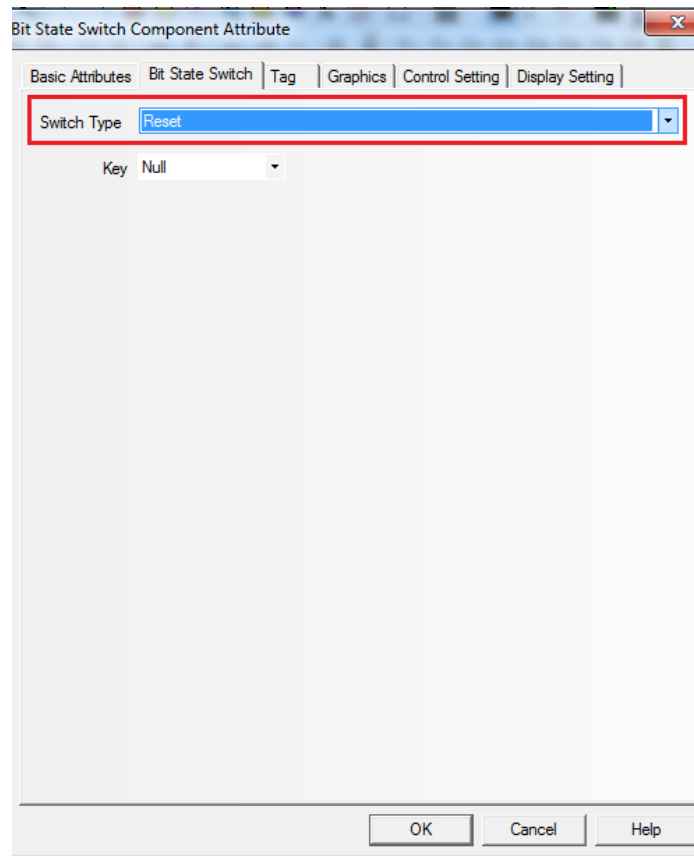 Bit State Switch Component Attribute
X
Basic Attributes Bit State Switch Tag Graphics Control Setting Display Setting
Switch Type Reset
Key Null
OK Cancel Help